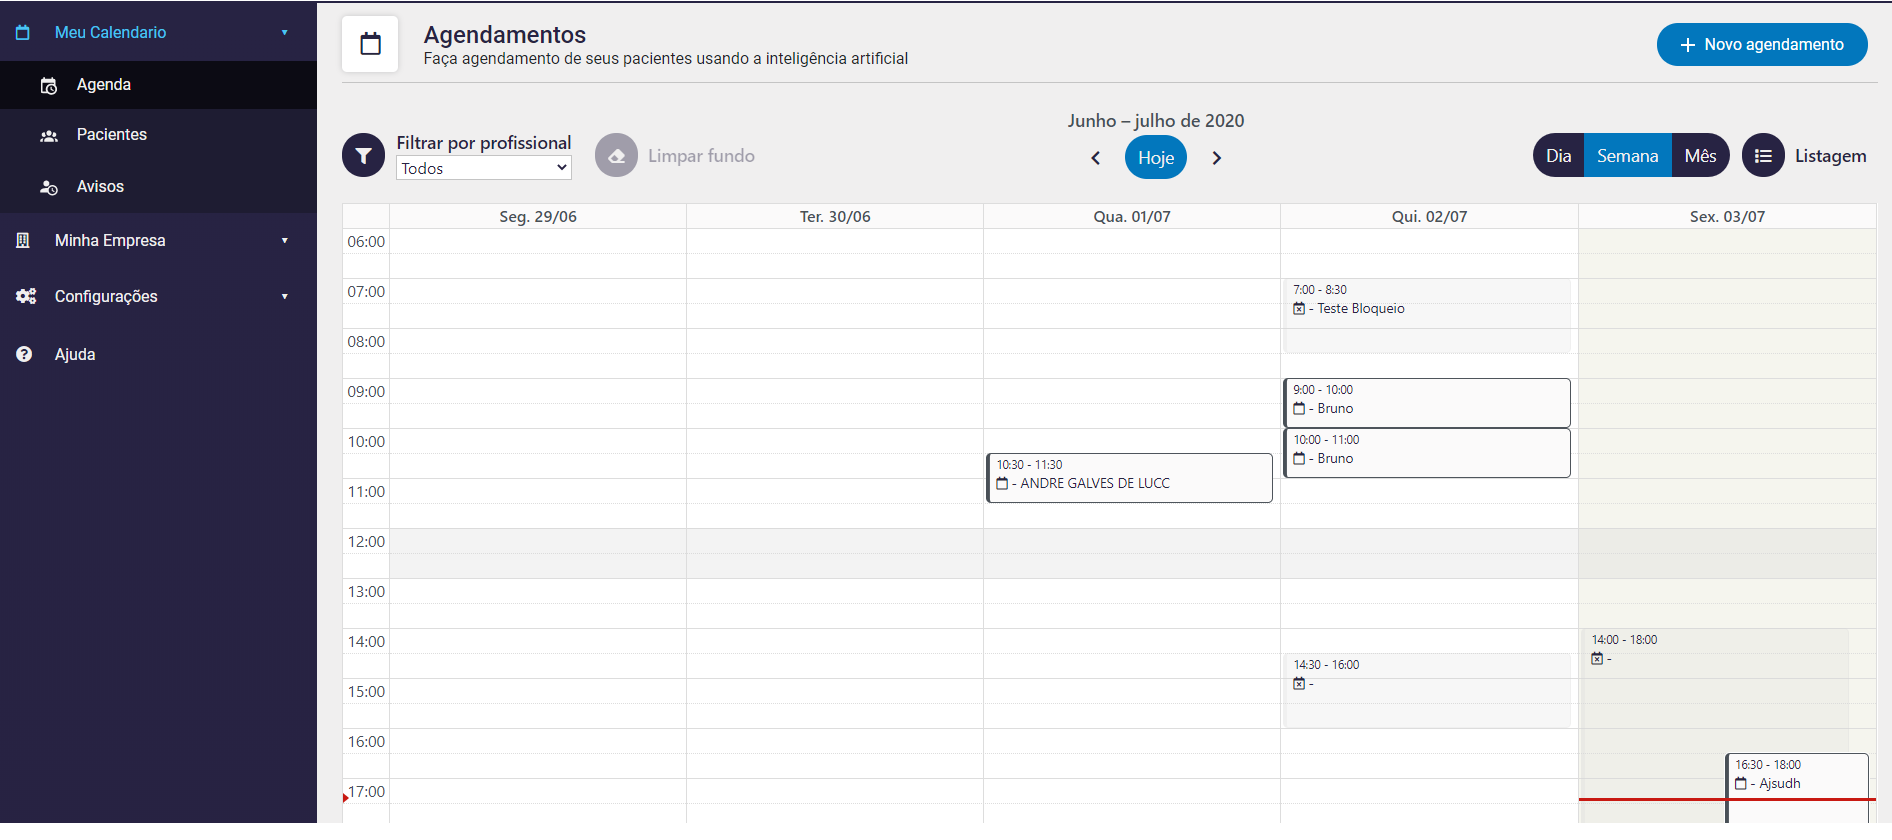 Meu Calendario
Agenda
Pacientes
Avisos
Minha Empresa
Configurações
Ajuda
Agendamentos
Faça agendamento de seus pacientes usando a inteligência artificial
Novo agendamento
Filtrar por profissional
Todos
Limpar fundo
Junho – julho de 2020
Hoje
Dia Semana Mês
Listagem
Seg. 29/06 Ter. 30/06 Qua. 01/07 Qui. 02/07 Sex. 03/07
06:00
07:00
7:00 - 8:30
- Teste Bloqueio
08:00
09:00
9:00 - 10:00
- Bruno
10:00
10:00 - 11:00
- Bruno
10:30 - 11:30
- ANDRE GALVES DE LUCC
11:00
12:00
13:00
14:00
14:00 - 18:00
-
14:30 - 16:00
-
15:00
16:00
16:30 - 18:00
- Ajsudh
17:00